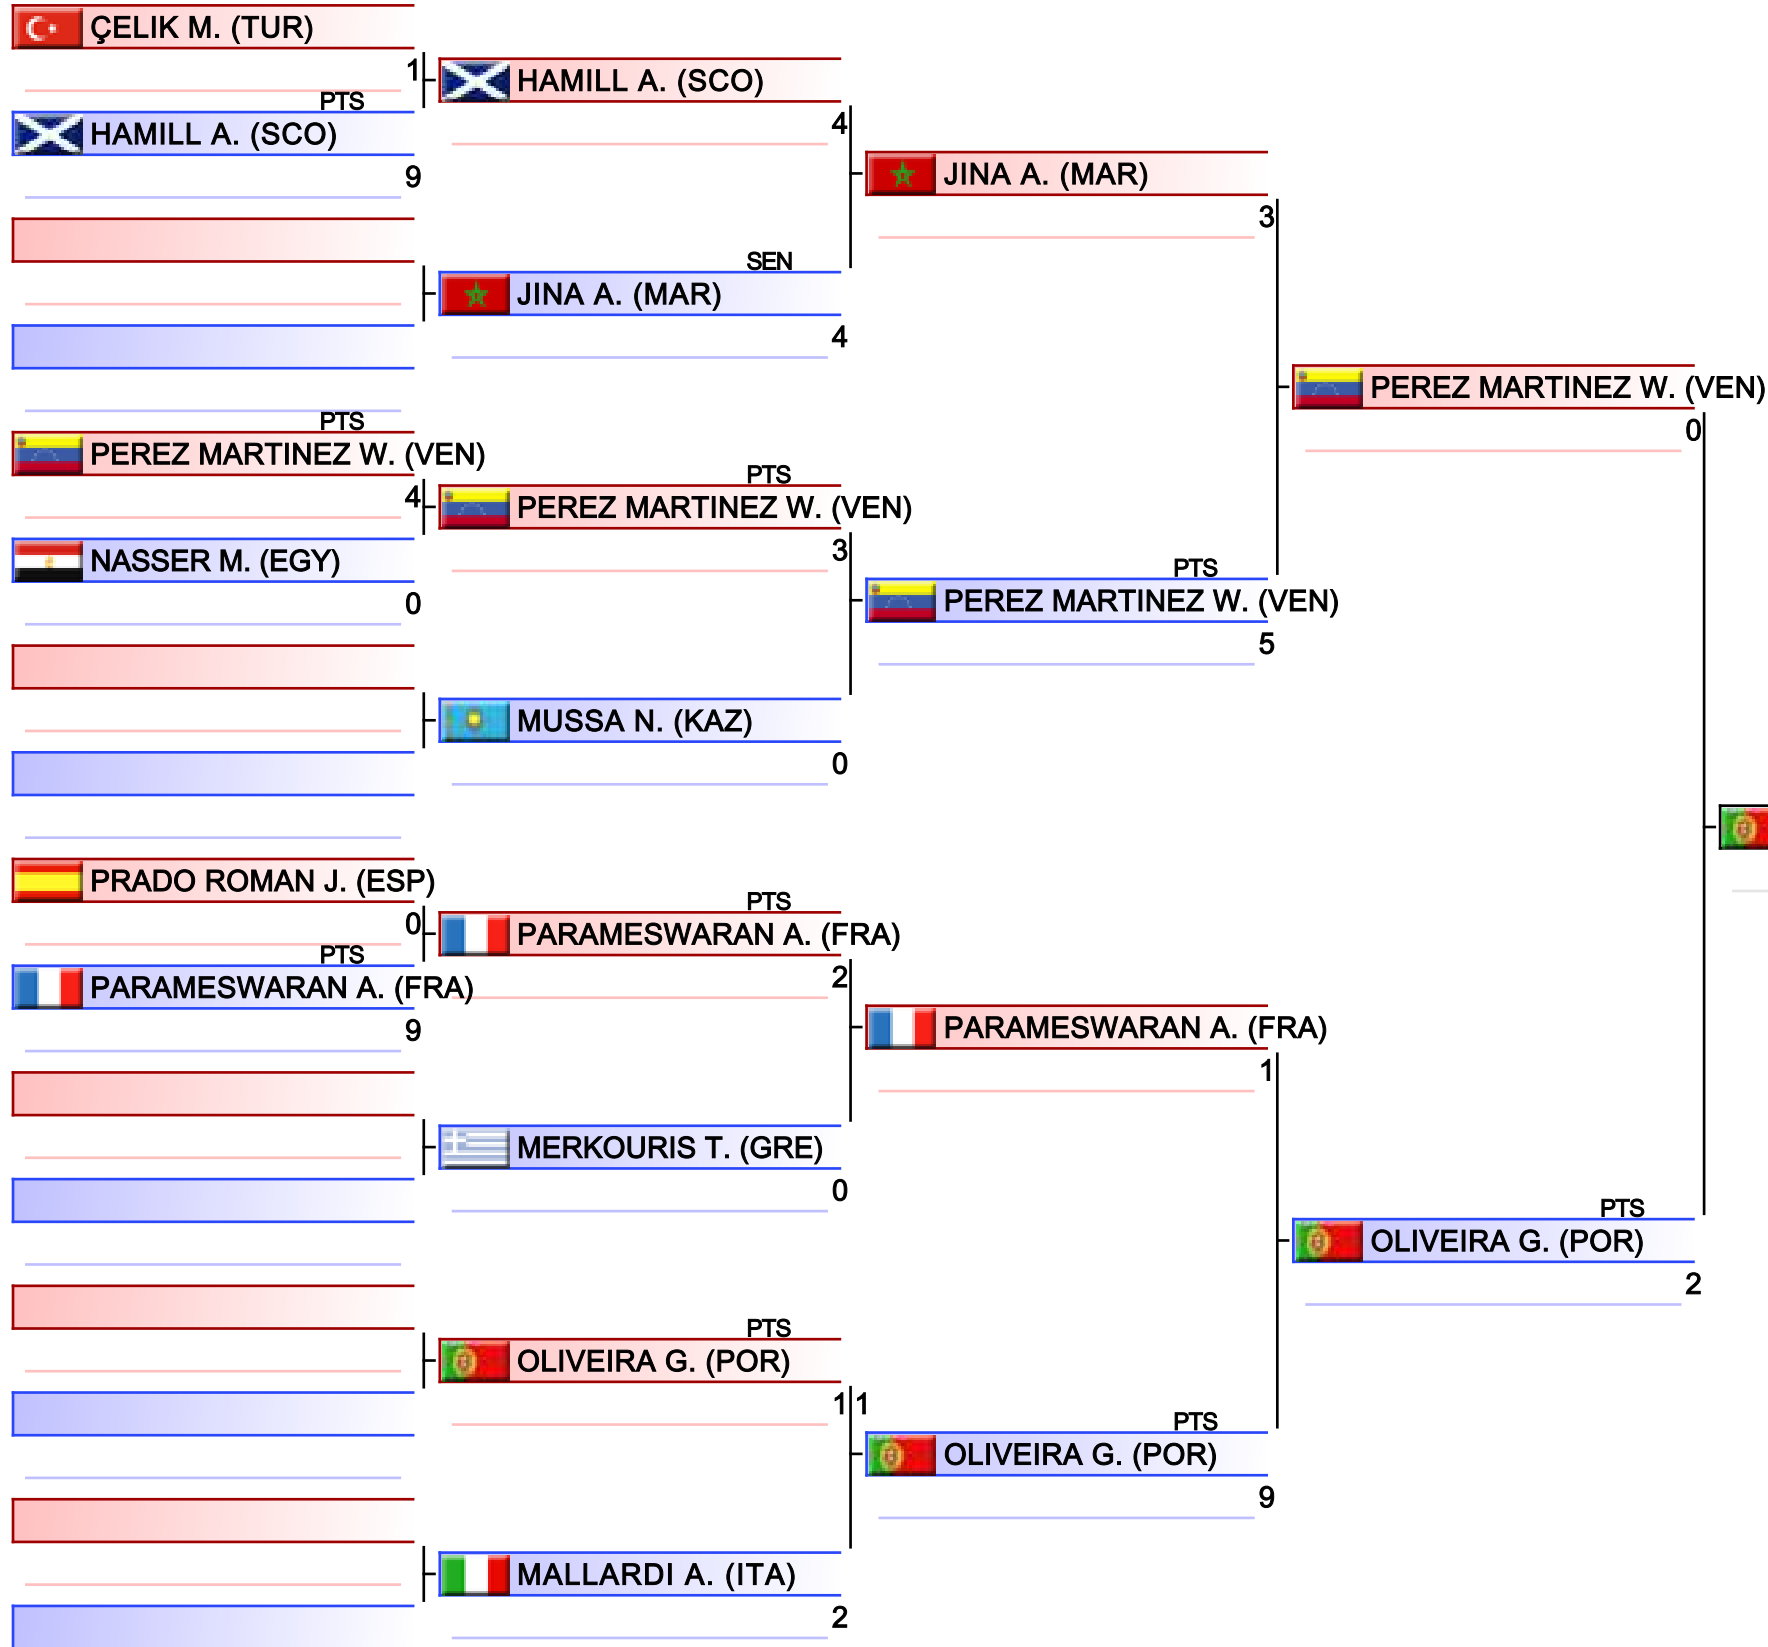 ÇELIK M. (TUR)
1
PTS
HAMILL A. (SCO)
9
HAMILL A. (SCO)
4
SEN
JINA A. (MAR)
4
JINA A. (MAR)
3
PTS
PEREZ MARTINEZ W. (VEN)
4
NASSER M. (EGY)
0
PTS
PEREZ MARTINEZ W. (VEN)
3
MUSSA N. (KAZ)
0
PTS
PEREZ MARTINEZ W. (VEN)
5
PEREZ MARTINEZ W. (VEN)
0
PRADO ROMAN J. (ESP)
0
PTS
PARAMESWARAN A. (FRA)
9
PTS
PARAMESWARAN A. (FRA)
2
MERKOURIS T. (GRE)
0
PARAMESWARAN A. (FRA)
1
PTS
OLIVEIRA G. (POR)
11
MALLARDI A. (ITA)
2
PTS
OLIVEIRA G. (POR)
9
PTS
OLIVEIRA G. (POR)
2